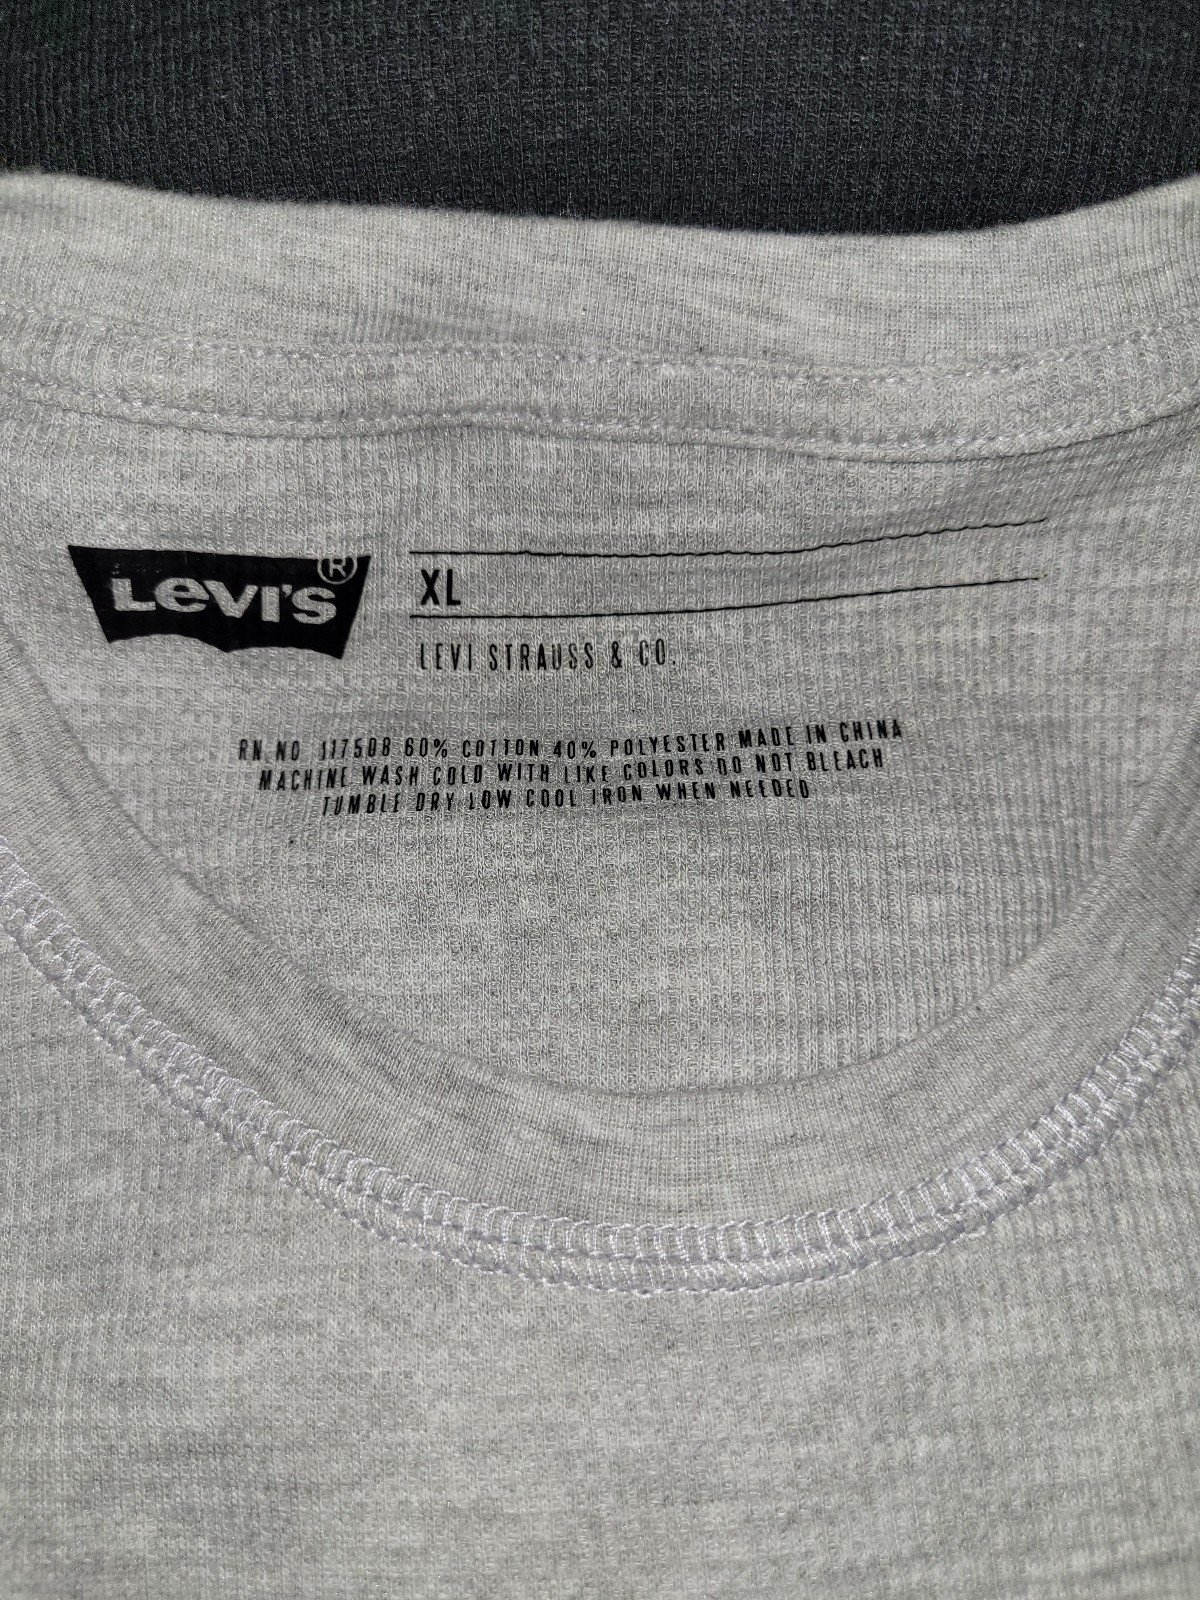 LEVI'S®
XL
LEVI STRAUSS & CO.
RN NO 117508 60% COTTON 40% POLYESTER MADE IN CHINA
MACHINE WASH COLD WITH LIKE COLORS DO NOT BLEACH
TUMBLE DRY LOW COOL IRON WHEN NEEDED